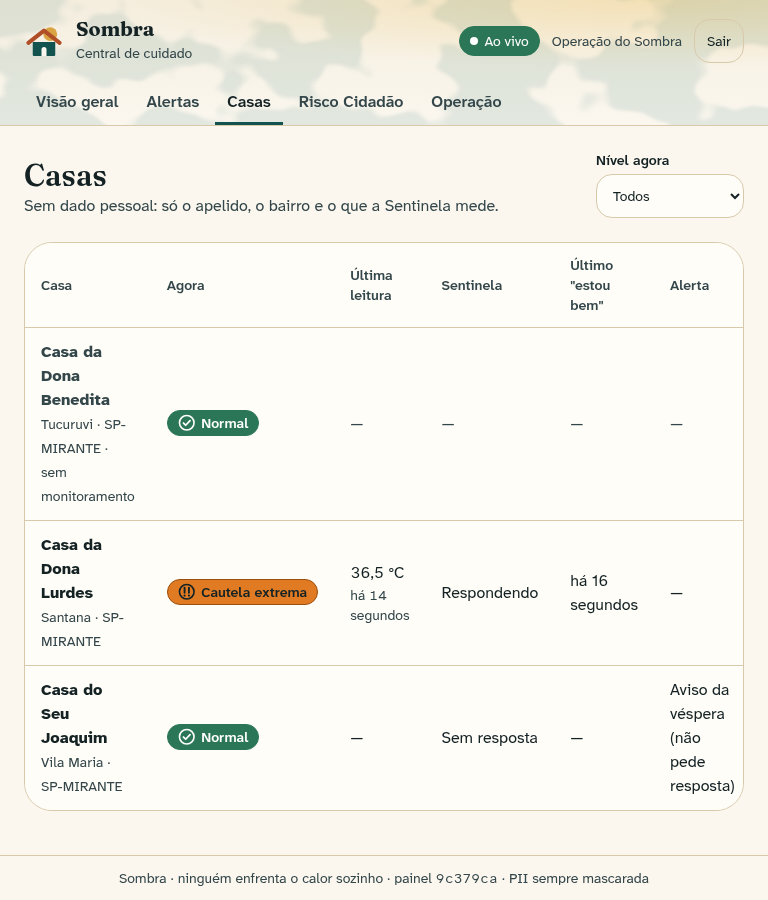 Sombra
Central de cuidado
Ao vivo
Operação do Sombra
Sair
Visão geral
Alertas
Casas
Risco Cidadão
Operação
Casas
Sem dado pessoal: só o apelido, o bairro e o que a Sentinela mede.
Nível agora
Todos
Casa
Agora
Última
leitura
Sentinela
Último
"estou
bem"
Alerta
Casa da
Dona
Benedita
Tucuruvi · SP-
MIRANTE ·
sem
monitoramento
Normal
—
—
—
—
Casa da
Dona
Lurdes
Santana · SP-
MIRANTE
Cautela extrema
36,5 °C
há 14
segundos
Respondendo
há 16
segundos
—
Casa do
Seu
Joaquim
Vila Maria ·
SP-MIRANTE
Normal
—
Sem resposta
—
Aviso da
véspera
(não
pede
resposta)
Sombra · ninguém enfrenta o calor sozinho · painel 9c379ca · PII sempre mascarada